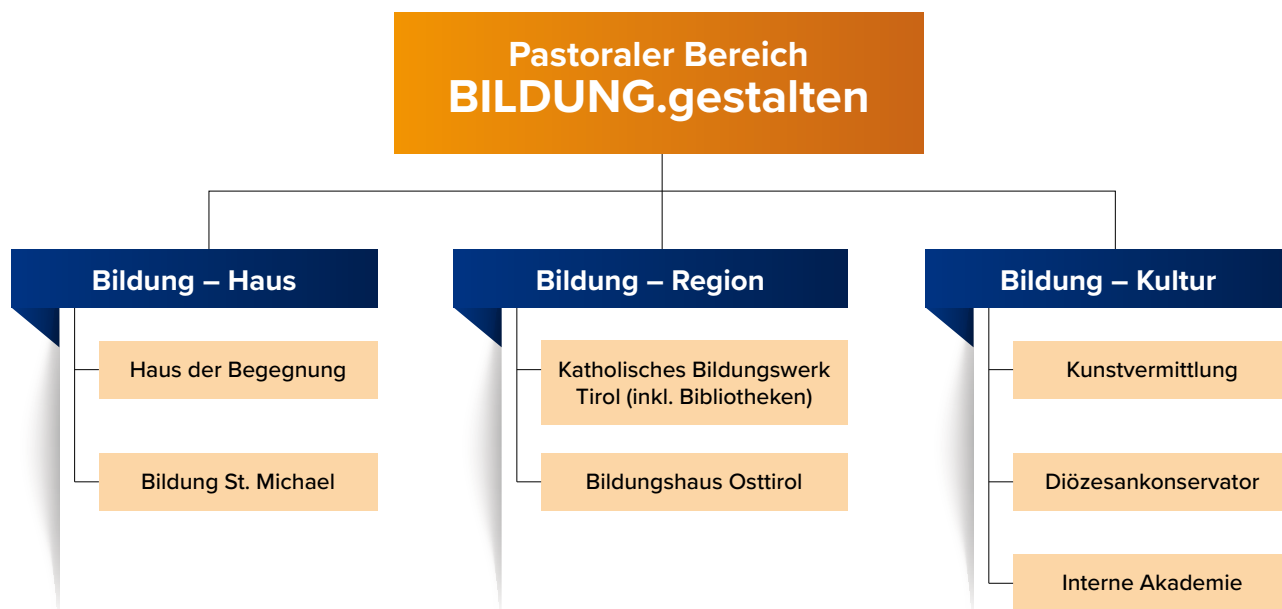 Pastoraler Bereich
BILDUNG.gestalten
Bildung – Haus
Haus der Begegnung
Bildung St. Michael
Bildung – Region
Katholisches Bildungswerk
Tirol (inkl. Bibliotheken)
Bildungshaus Osttirol
Bildung – Kultur
Kunstvermittlung
Diözesankonservator
Interne Akademie